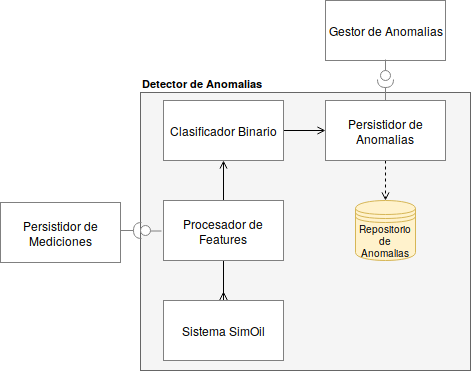 Gestor de Anomalias
Detector de Anomalias
Clasificador Binario
Persistidor de
Anomalias
Persistidor de
Mediciones
Procesador de
Features
Repositorio
de
Anomalias
Sistema SimOil